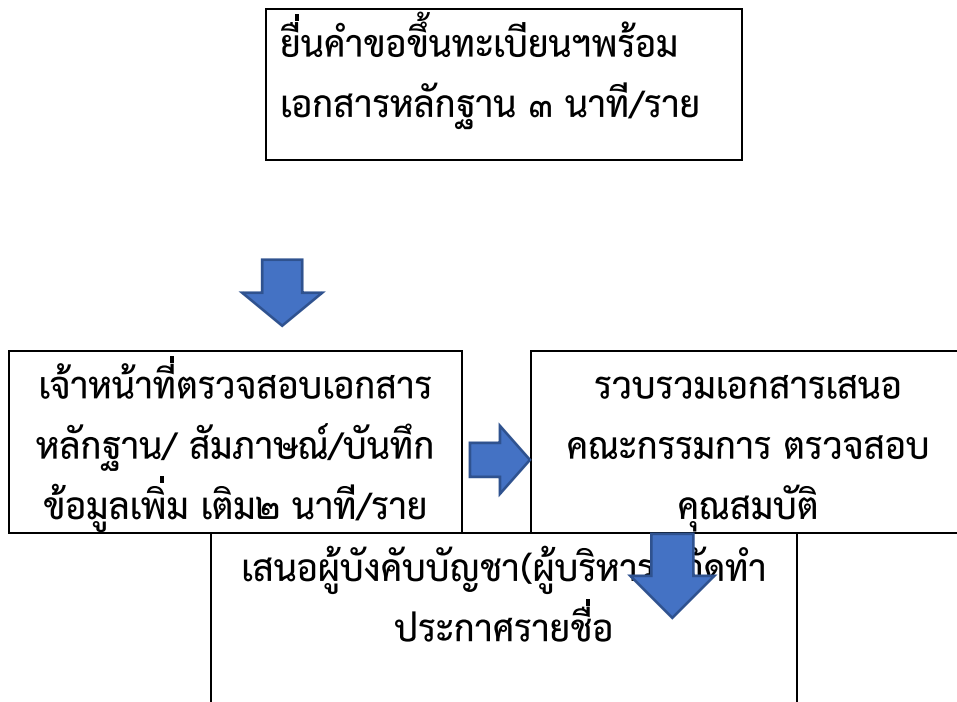 ยื่นคำขอขึ้นทะเบียนฯพร้อม
เอกสารหลักฐาน ๓ นาที/ราย
เจ้าหน้าที่ตรวจสอบเอกสาร
หลักฐาน/ สัมภาษณ์/บันทึก
ข้อมูลเพิ่ม เติม๒ นาที/ราย
รวบรวมเอกสารเสนอ
คณะกรรมการ ตรวจสอบ
คุณสมบัติ
เสนอผู้บังคับบัญชา(ผู้บริหาร
ประกาศรายชื่อ